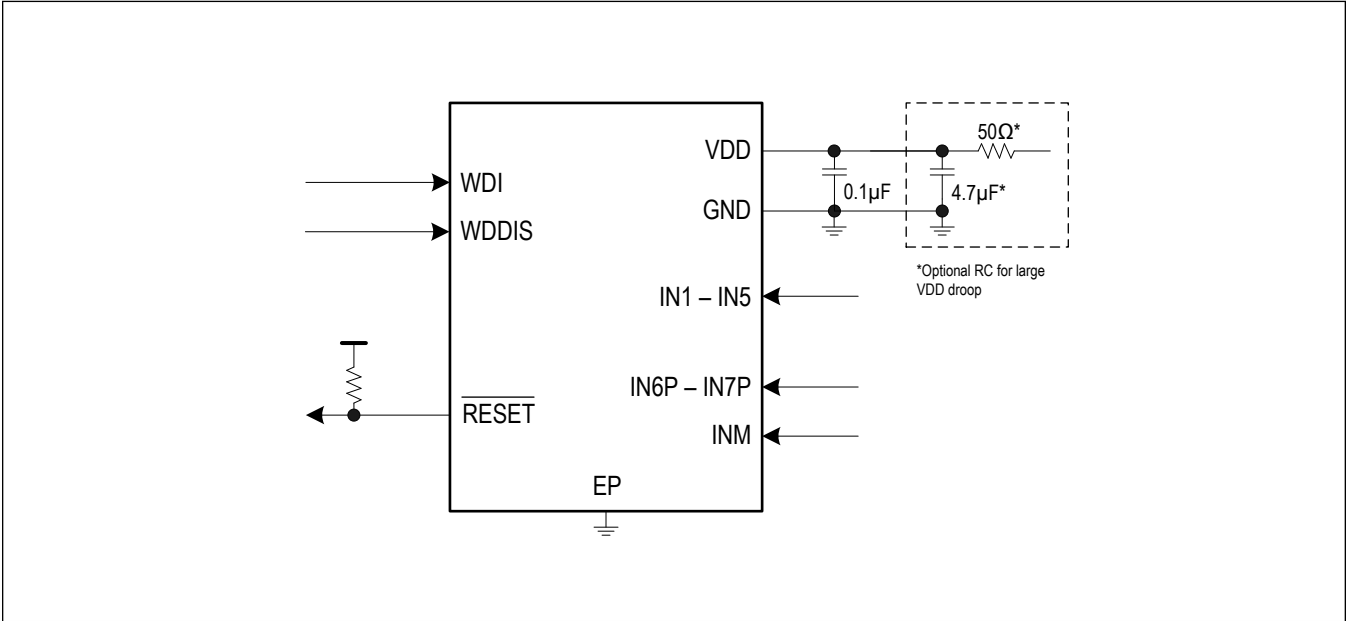 50Ω*
VDD
WDI
0.1µF
4.7µF*
GND
WDDIS
*Optional RC for large
VDD droop
IN1 – IN5
IN6P – IN7P
RESET
INM
EP